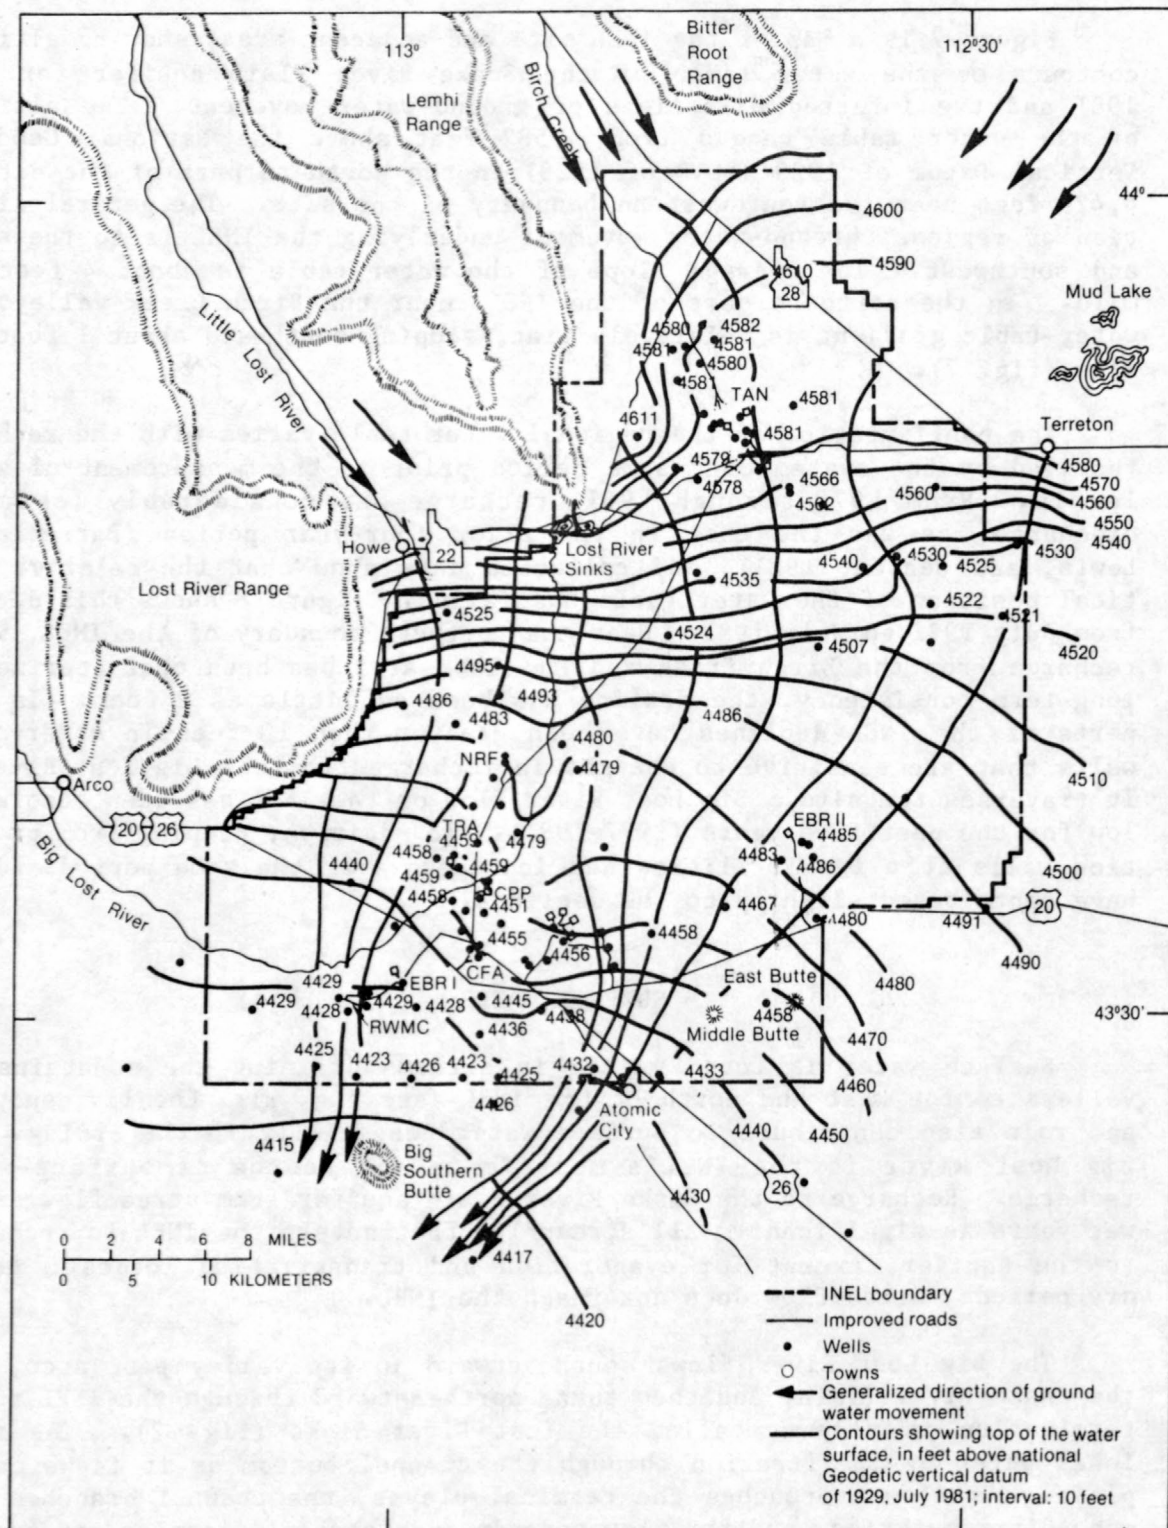 113°
112°30'
Bitter
Root
Range
Lemhi
Range
Birch Creek
44°
4600
4590
4610
28
Mud Lake
Little Lost River
4580
4582
4581
4581
4580
4581
TAN
4581
4611
4581
Terreton
4579
4578
4566
4562
4560
4580
4570
4560
4550
4540
Howe
22
Lost River
Sinks
4530
4540
4525
4530
Lost River Range
4535
4522
4525
4524
4521
4507
4520
4495
4486
4493
4483
4486
4480
NRF
4479
4510
Arco
20
26
TRA
4459
4479
EBR II
4485
4458
4483
4486
4440
4459
4459
4500
CPP
4458
4451
4467
20
Big
Lost River
4455
4458
4480
4491
4456
4490
CFA
East Butte
4480
4429
EBR I
4429
4429
4428
4445
4458
43°30'
4428
RWMC
4438
Middle Butte
4436
4470
4425
4423
4426
4423
4432
4433
4425
4460
4426
Atomic
City
4440
4450
4415
Big
Southern
Butte
26
4430
0 4 8 MILES
0 5 10 KILOMETERS
4417
4420
INEL boundary
Improved roads
Wells
Towns
Generalized direction of ground
water movement
Contours showing top of the water
surface, in feet above national
Geodetic vertical datum
of 1929, July 1981; interval: 10 feet